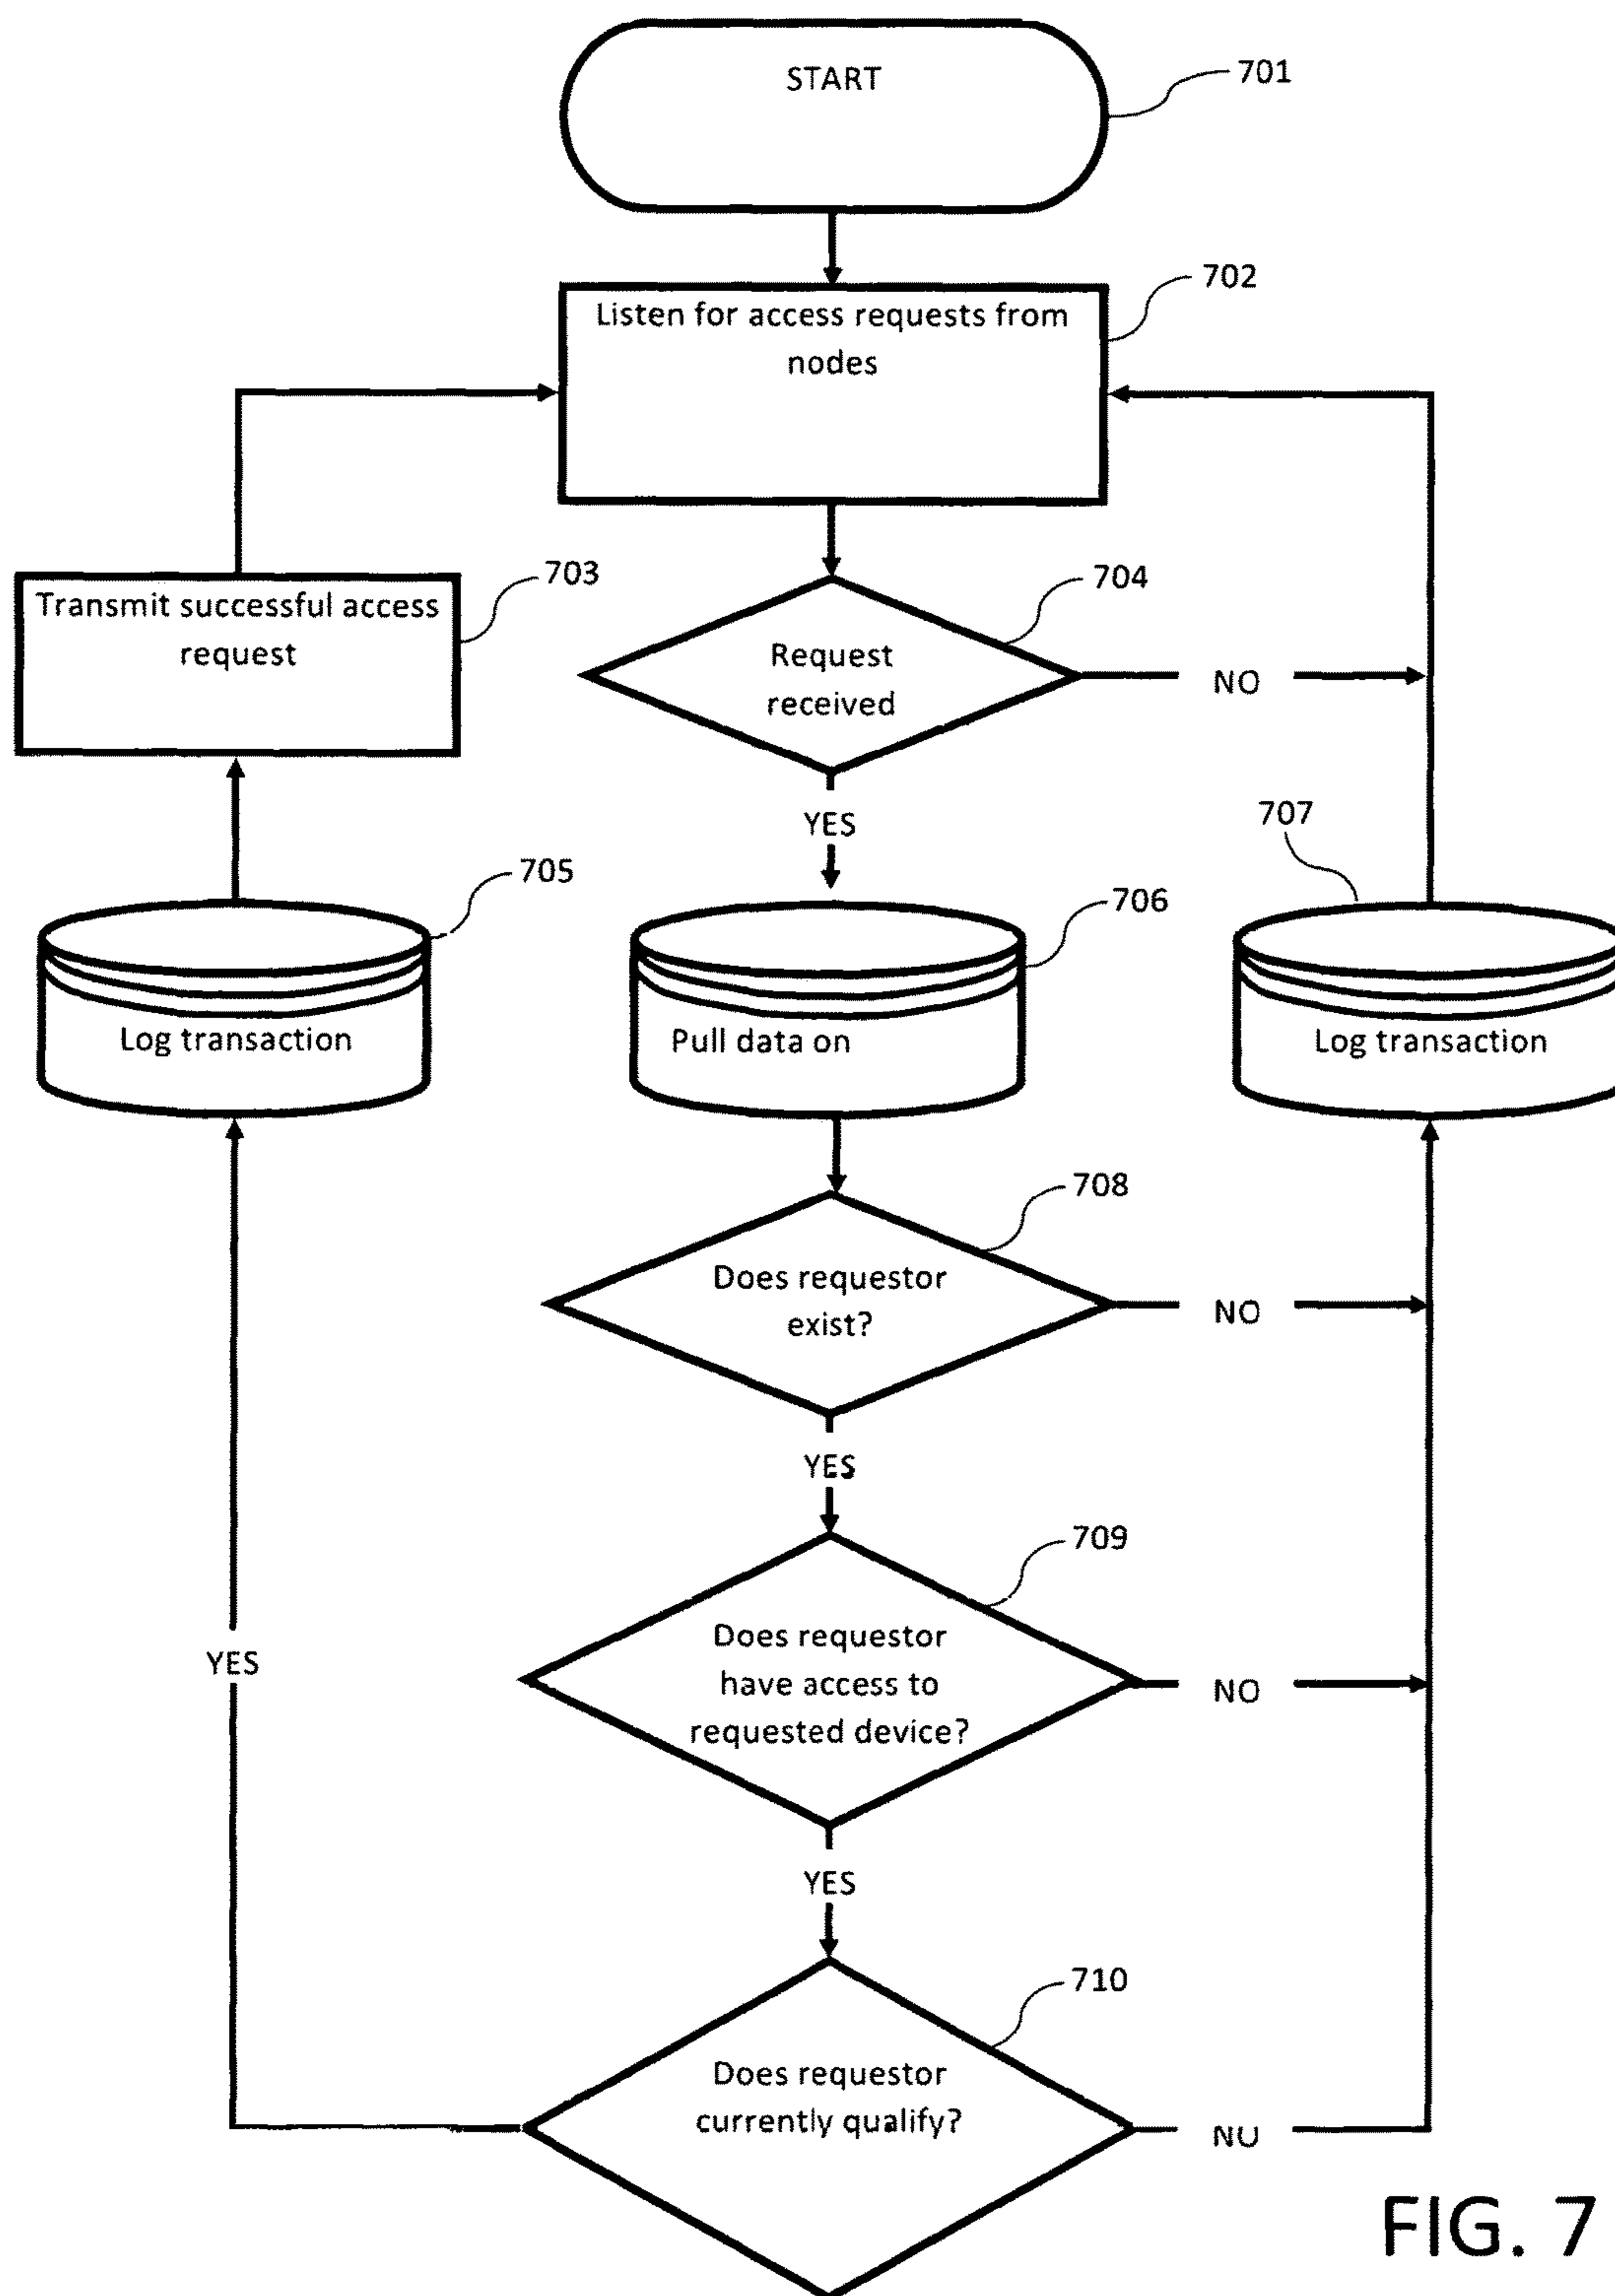 START
701
Listen for access requests from
nodes
702
Transmit successful access
request
703
Request
received
704
NO
YES
Log transaction
705
Pull data on
706
Log transaction
707
Does requestor
exist?
708
NO
YES
Does requestor
have access to
requested device?
709
NO
YES
YES
Does requestor
currently qualify?
710
NO
FIG. 7